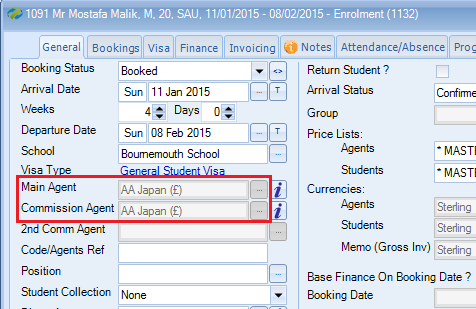 1091 Mr Mostafa Malik, M, 20, SAU, 11/01/2015 - 08/02/2015 - Enrolment (1132)
General Bookings Visa Finance Invoicing Notes Attendance/Absence Prog
Booking Status Booked <> Return Student ?
Arrival Date Sun 11 Jan 2015 ... T Arrival Status Confirme
Weeks 4 Days 0 Group
Departure Date Sun 08 Feb 2015 ... T Price Lists:
School Bournemouth School ... Agents * MASTE
Visa Type General Student Visa Students * MASTE
Main Agent AA Japan (£) ... i Currencies:
Commission Agent AA Japan (£) ... i Agents Sterling
2nd Comm Agent ... Students Sterling
Code/Agents Ref Memo (Gross Inv) Sterling
Position ... Base Finance On Booking Date ?
Student Collection None Booking Date